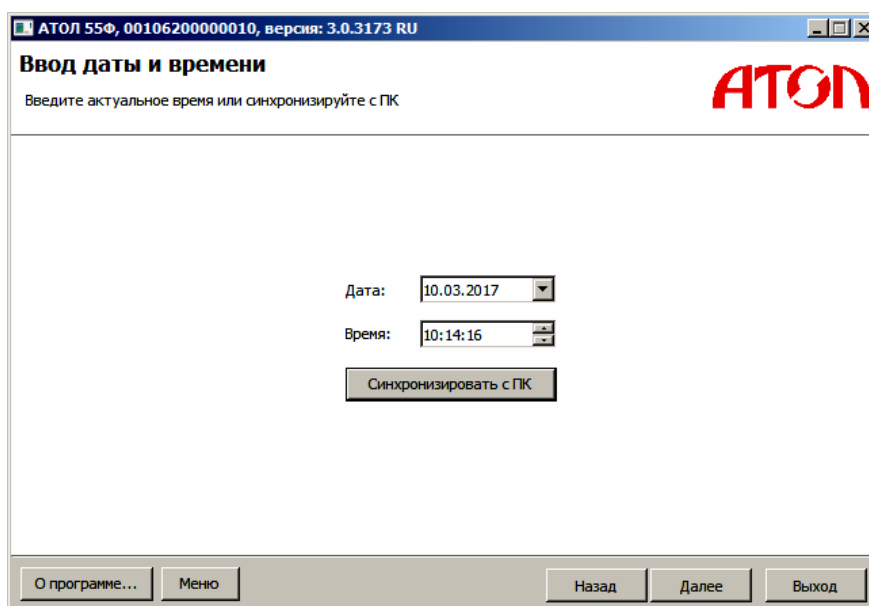 АТОЛ 55Ф, 00106200000010, версия: 3.0.3173 RU
Ввод даты и времени
Введите актуальное время или синхронизируйте с ПК
АТОЛ
Дата: 10.03.2017
Время: 10:14:16
Синхронизировать с ПК
О программе... Меню Назад Далее Выход